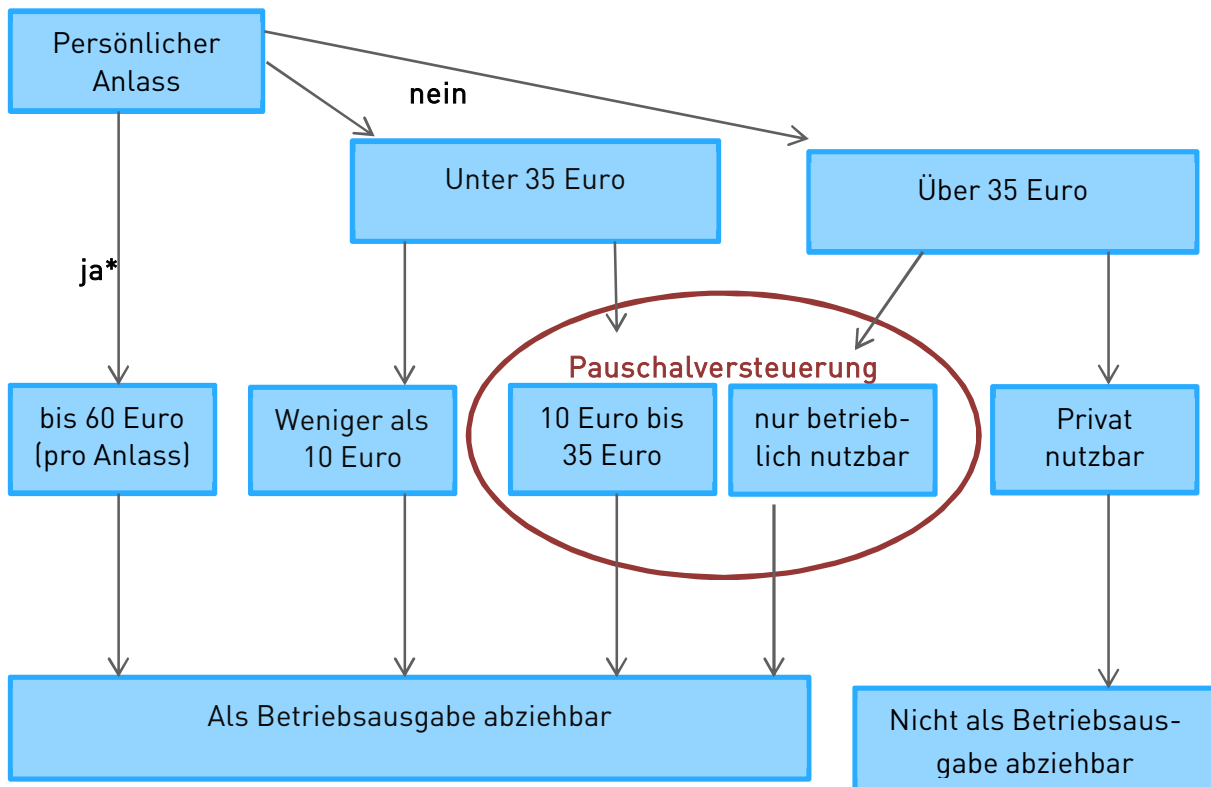 Persönlicher
Anlass
nein
Unter 35 Euro
Über 35 Euro
ja*
Pauschalversteuerung
bis 60 Euro
(pro Anlass)
Weniger als
10 Euro
10 Euro bis
35 Euro
nur betrieb-
lich nutzbar
Privat
nutzbar
Als Betriebsausgabe abziehbar
Nicht als Betriebsaus-
gabe abziehbar